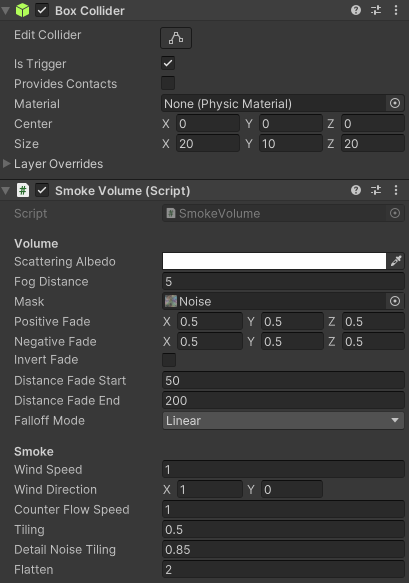 Box Collider
Edit Collider
Is Trigger
Provides Contacts
Material None (Physic Material)
Center X 0 Y 0 Z 0
Size X 20 Y 10 Z 20
Layer Overrides
# Smoke Volume (Script)
Script # SmokeVolume
Volume
Scattering Albedo
Fog Distance 5
Mask Noise
Positive Fade X 0.5 Y 0.5 Z 0.5
Negative Fade X 0.5 Y 0.5 Z 0.5
Invert Fade
Distance Fade Start 50
Distance Fade End 200
Falloff Mode Linear
Smoke
Wind Speed 1
Wind Direction X 1 Y 0
Counter Flow Speed 1
Tiling 0.5
Detail Noise Tiling 0.85
Flatten 2